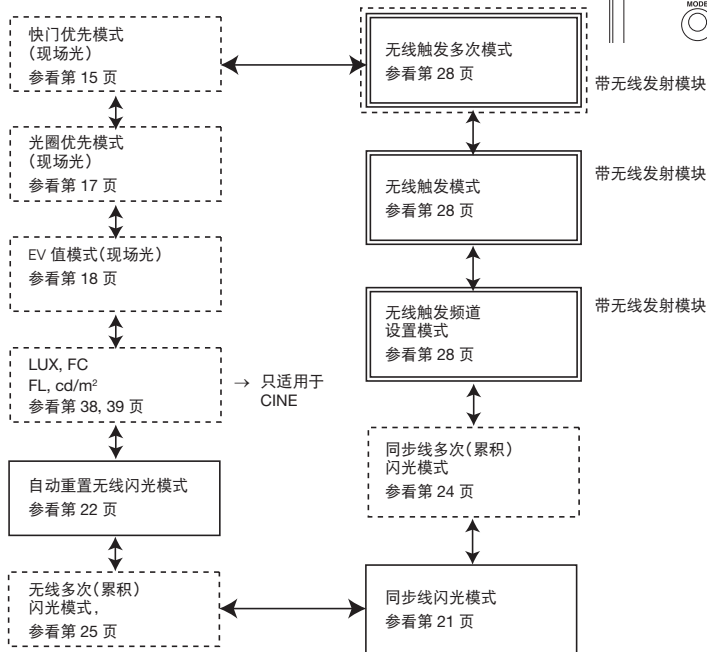 快门优先模式
(现场光)
参看第 15 页
光圈优先模式
(现场光)
参看第 17 页
EV 值模式(现场光)
参看第 18 页
LUX, FC
FL, cd/m²
参看第 38, 39 页
→ 只适用于
CINE
自动重置无线闪光模式
参看第 22 页
无线多次(累积)
闪光模式,
参看第 25 页
MODE
无线触发多次模式
参看第 28 页
带无线发射模块
无线触发模式
参看第 28 页
带无线发射模块
无线触发频道
设置模式
参看第 28 页
带无线发射模块
同步线多次(累积)
闪光模式
参看第 24 页
同步线闪光模式
参看第 21 页